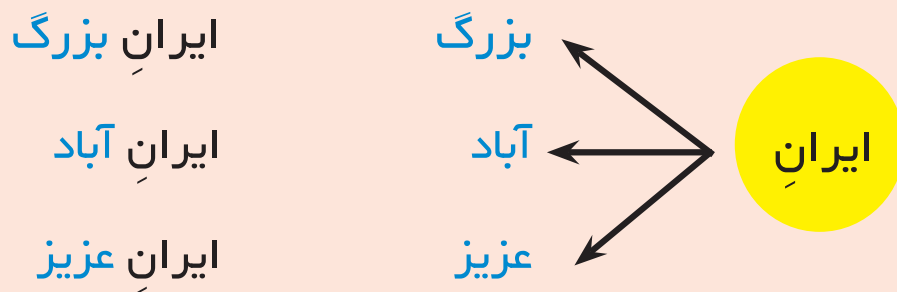 ایرانِ
بزرگ
ایرانِ بزرگ
آباد
ایرانِ آباد
عزیز
ایرانِ عزیز